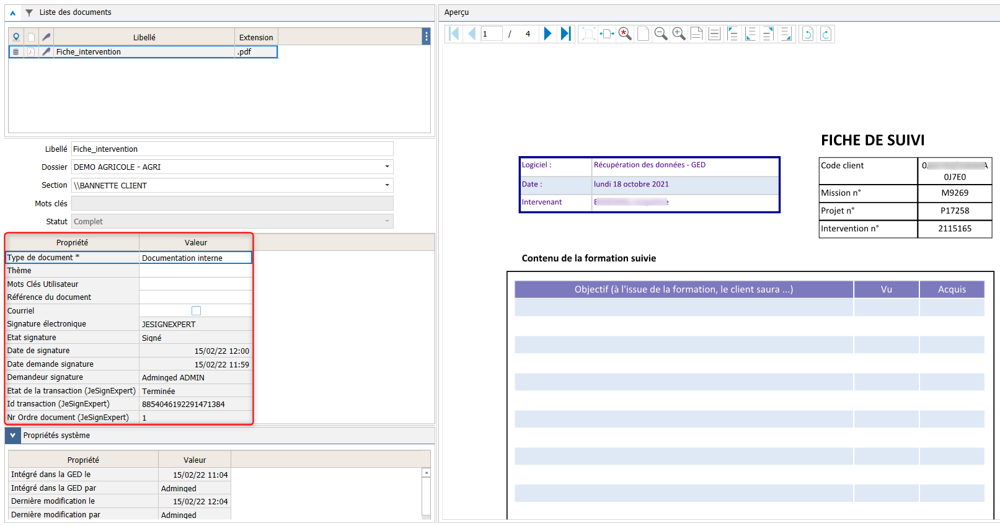 Liste des documents
Libellé Extension
Fiche_intervention .pdf
Libellé Fiche_intervention
Dossier DEMO AGRICOLE - AGRI
Section \\BANNETTE CLIENT
Mots clés
Statut Complet
Propriété Valeur
Type de document * Documentation interne
Thème
Mots Clés Utilisateur
Référence du document
Courriel
Signature électronique JESIGNEXPERT
Etat signature Signé
Date de signature 15/02/22 12:00
Date demande signature 15/02/22 11:59
Demandeur signature Adminged ADMIN
Etat de la transaction (JeSignExpert) Terminée
Id transaction (JeSignExpert) 8854046192291471384
Nr Ordre document (JeSignExpert) 1
Propriétés système
Propriété Valeur
Intégré dans la GED le 15/02/22 11:04
Intégré dans la GED par Adminged
Dernière modification le 15/02/22 12:04
Dernière modification par Adminged
Aperçu
1 / 4
FICHE DE SUIVI
Logiciel : Récupération des données - GED
Date : lundi 18 octobre 2021
Intervenant
Code client
0J7E0
Mission n° M9269
Projet n° P17258
Intervention n° 2115165
Contenu de la formation suivie
Objectif (à l'issue de la formation, le client saura ...) Vu Acquis